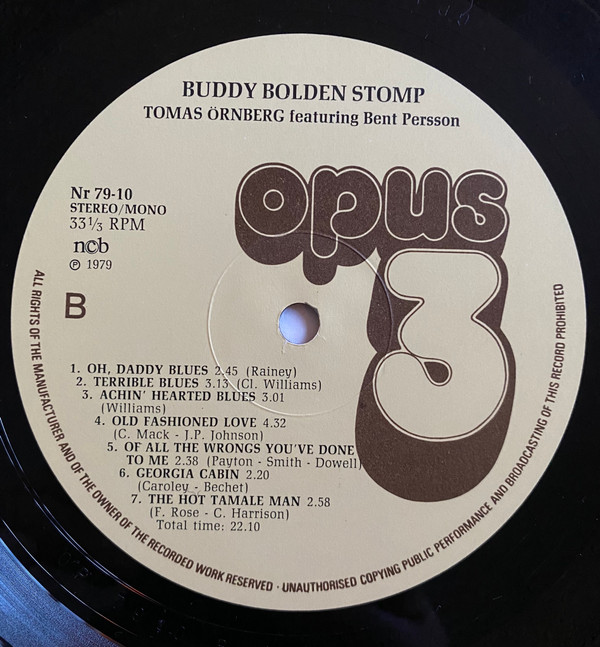 BUDDY BOLDEN STOMP
TOMAS ÖRNBERG featuring Bent Persson
Nr 79-10
STEREO/MONO
33⅓ RPM
ncb
℗ 1979
opus
3
B
1. OH, DADDY BLUES 2.45 (Rainey)
2. TERRIBLE BLUES 3.13 (Cl. Williams)
3. ACHIN' HEARTED BLUES 3.01
(Williams)
4. OLD FASHIONED LOVE 4.32
(C. Mack - J.P. Johnson)
5. OF ALL THE WRONGS YOU'VE DONE
TO ME 2.38 (Payton - Smith - Dowell)
6. GEORGIA CABIN 2.20
(Caroley - Bechet)
7. THE HOT TAMALE MAN 2.58
(F. Rose - C. Harrison)
Total time: 22.10
ALL RIGHTS OF THE MANUFACTURER AND OF THE OWNER OF THE RECORDED WORK RESERVED · UNAUTHORISED COPYING PUBLIC PERFORMANCE AND BROADCASTING OF THIS RECORD PROHIBITED